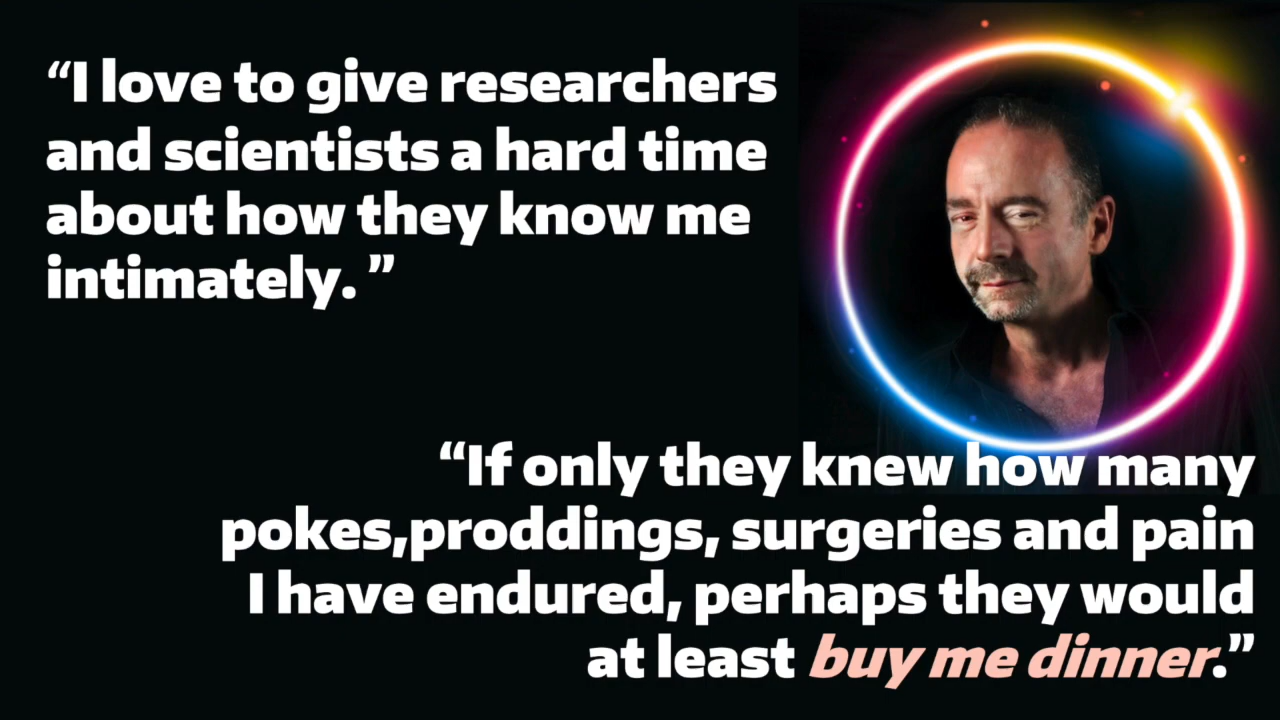 “I love to give researchers
and scientists a hard time
about how they know me
intimately. ”
“If only they knew how many
pokes,proddings, surgeries and pain
I have endured, perhaps they would
at least buy me dinner.”